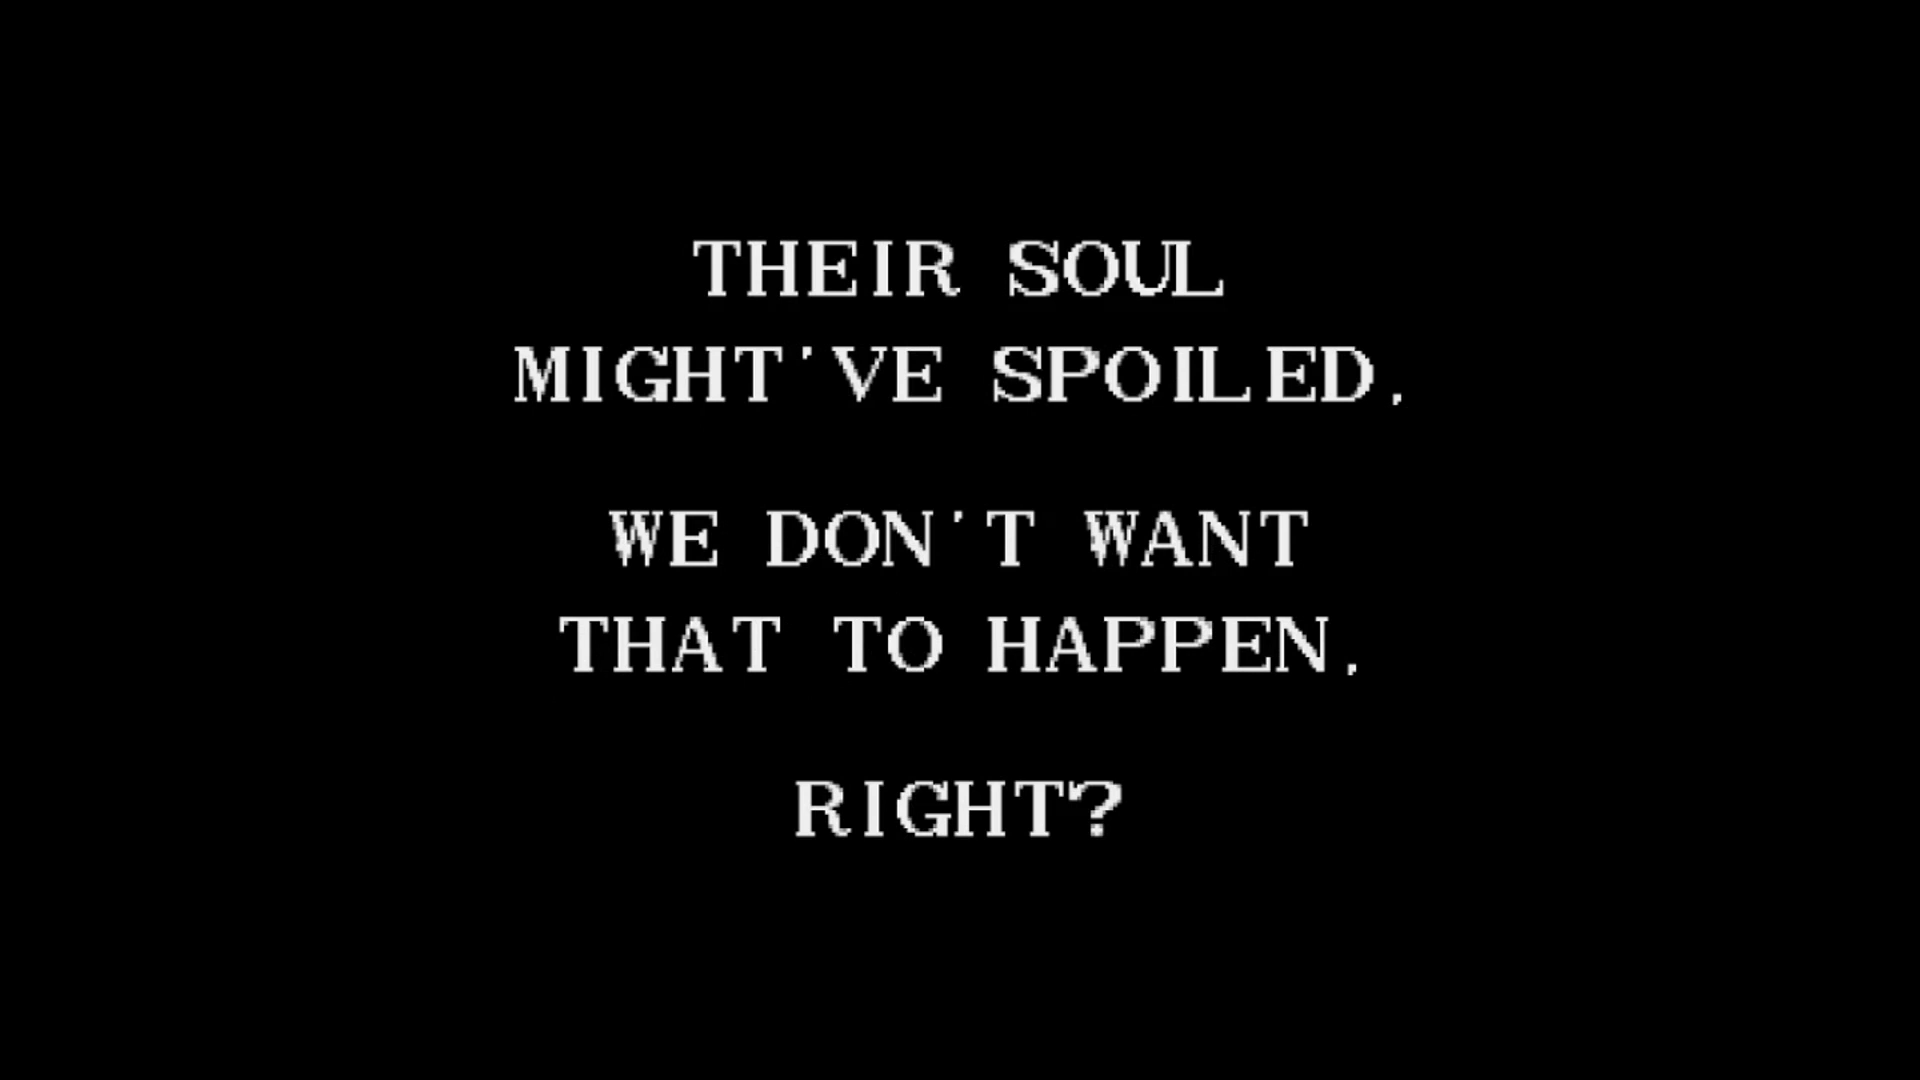 THEIR SOUL
MIGHT'VE SPOILED.
WE DON'T WANT
THAT TO HAPPEN.
RIGHT?